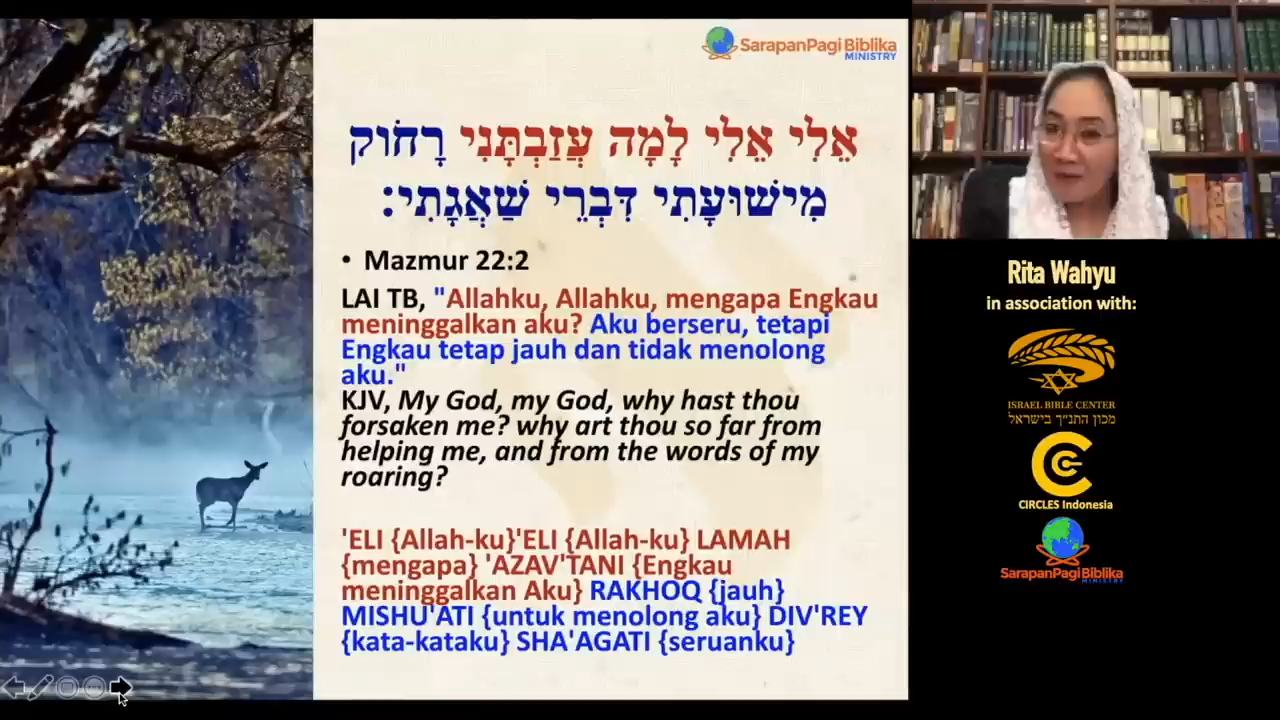 SarapanPagi Biblika
MINISTRY
אֵלִי אֵלִי לָמָה עֲזַבְתָּנִי רָחוֹק
מִישׁוּעָתִי דִּבְרֵי שַׁאֲגָתִי׃
• Mazmur 22:2
LAI TB, "Allahku, Allahku, mengapa Engkau
meninggalkan aku? Aku berseru, tetapi
Engkau tetap jauh dan tidak menolong
aku."
KJV, My God, my God, why hast thou
forsaken me? why art thou so far from
helping me, and from the words of my
roaring?
'ELI {Allah-ku}'ELI {Allah-ku} LAMAH
{mengapa} 'AZAV'TANI {Engkau
meninggalkan Aku} RAKHOQ {jauh}
MISHU'ATI {untuk menolong aku} DIV'REY
{kata-kataku} SHA'AGATI {seruanku}
Rita Wahyu
in association with:
ISRAEL BIBLE CENTER
מכון התנ״ך בישראל
CIRCLES Indonesia
SarapanPagi Biblika
MINISTRY